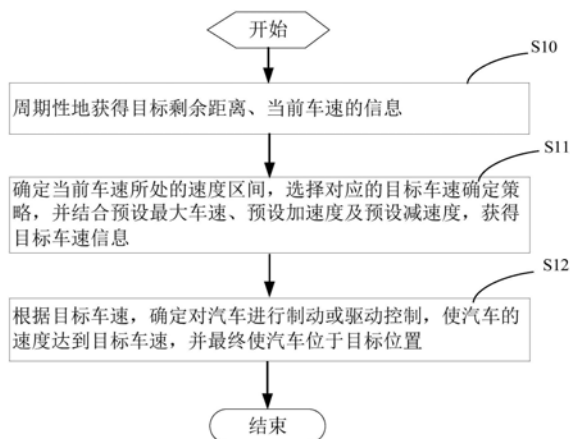 开始
S10
周期性地获得目标剩余距离、当前车速的信息
S11
确定当前车速所处的速度区间，选择对应的目标车速确定策
略，并结合预设最大车速、预设加速度及预设减速度，获得
目标车速信息
S12
根据目标车速，确定对汽车进行制动或驱动控制，使汽车的
速度达到目标车速，并最终使汽车位于目标位置
结束